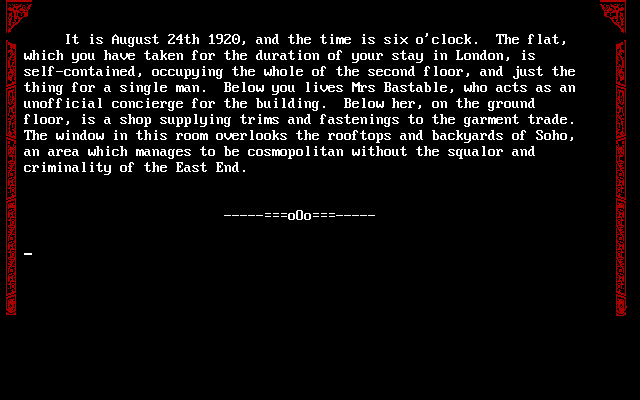 It is August 24th 1920, and the time is six o'clock.  The flat,
which you have taken for the duration of your stay in London, is
self-contained, occupying the whole of the second floor, and just the
thing for a single man.  Below you lives Mrs Bastable, who acts as an
unofficial concierge for the building.  Below her, on the ground
floor, is a shop supplying trims and fastenings to the garment trade.
The window in this room overlooks the rooftops and backyards of Soho,
an area which manages to be cosmopolitan without the squalor and
criminality of the East End.
-----===oOo===-----